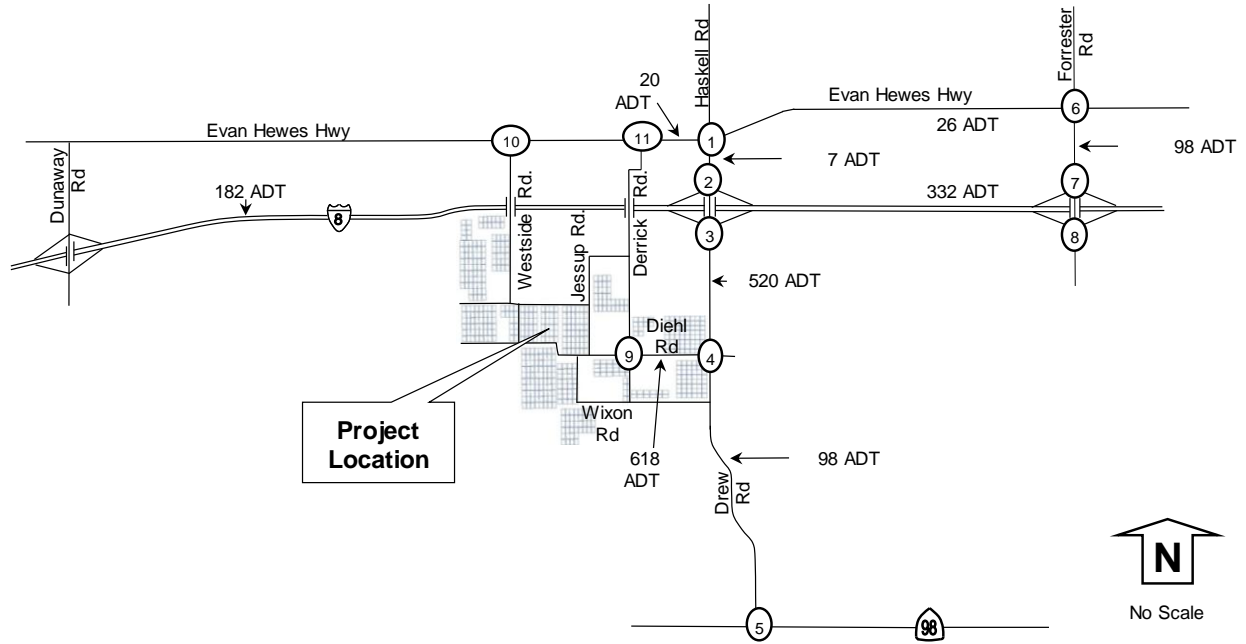 Haskell Rd
Forrester
Rd
20
ADT
Evan Hewes Hwy
6
26 ADT
Evan Hewes Hwy
10
11
1
7 ADT
98 ADT
Dunaway
Rd
182 ADT
8
Westside Rd.
Jessup Rd.
Derrick Rd.
2
332 ADT
7
3
8
520 ADT
Diehl
Rd
9
4
Project
Location
Wixon
Rd
618
ADT
98 ADT
Drew
Rd
N
No Scale
5
98